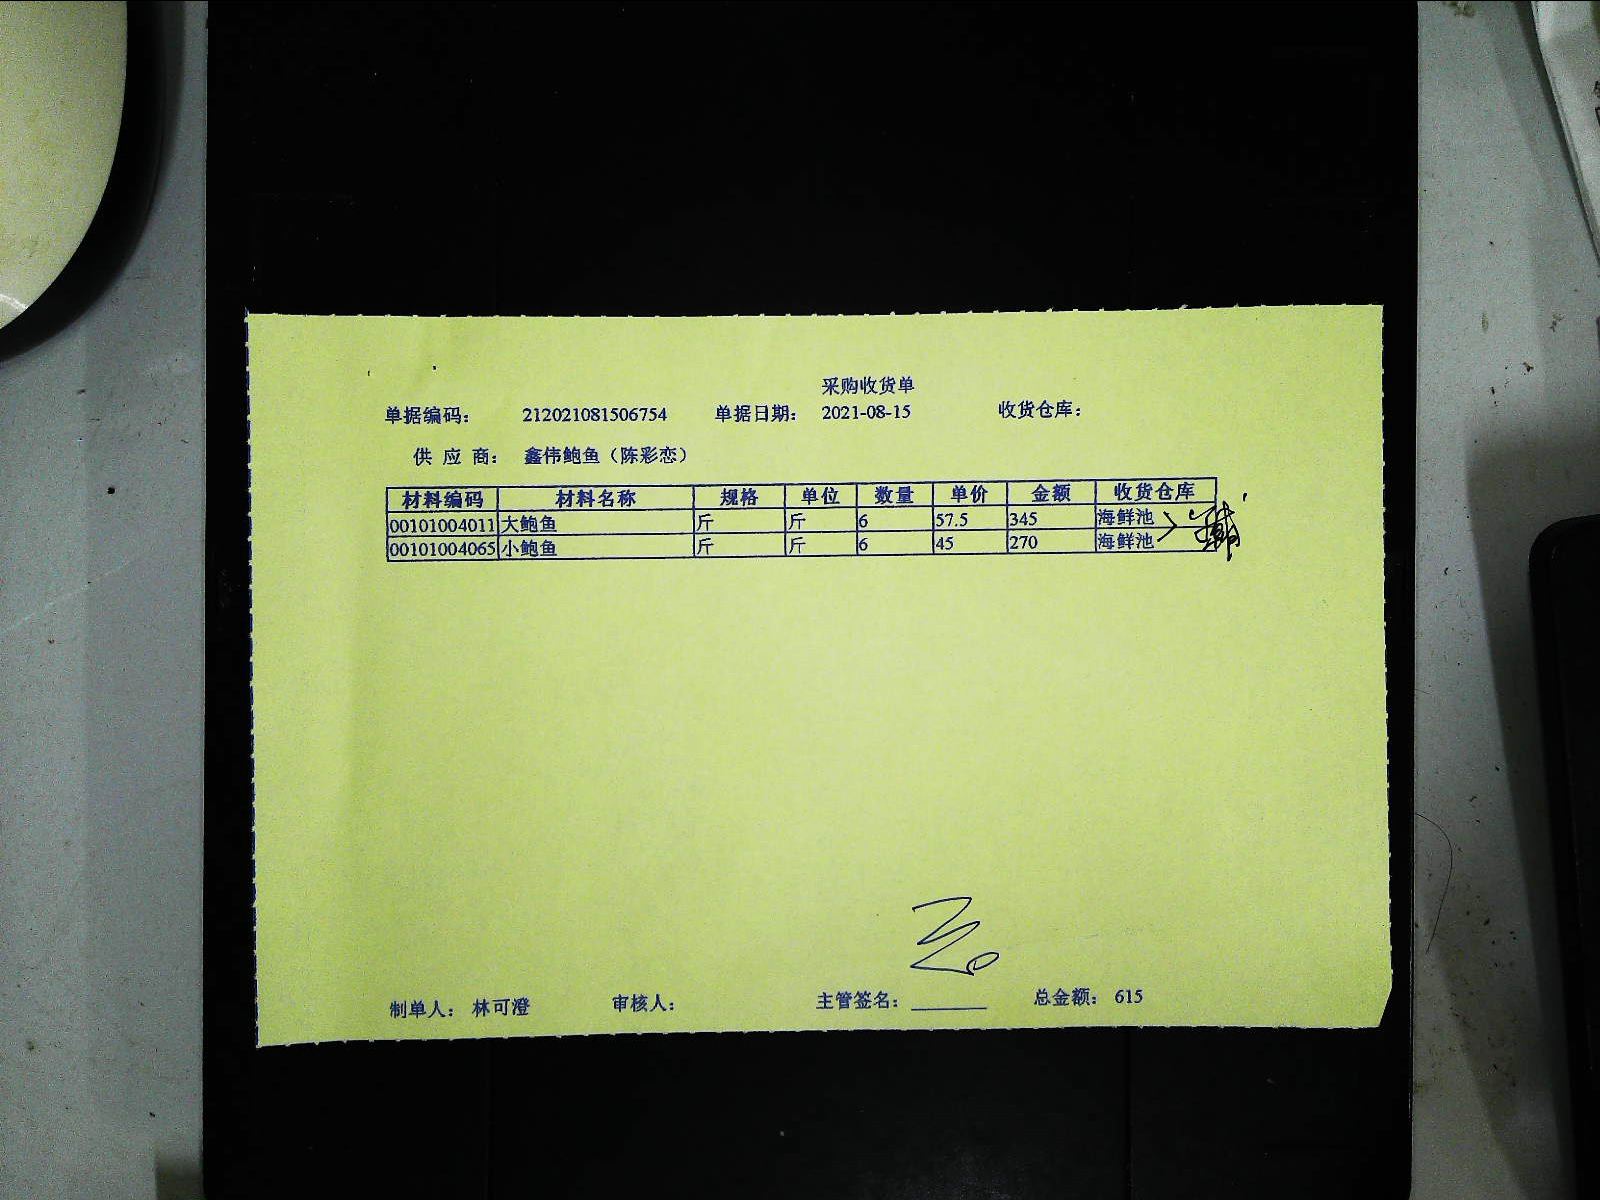 采购收货单
单据编码： 212021081506754 单据日期： 2021-08-15 收货仓库：
供 应 商： 鑫伟鲍鱼（陈彩恋）
材料编码 材料名称 规格 单位 数量 单价 金额 收货仓库
00101004011 大鲍鱼 斤 斤 6 57.5 345 海鲜池
00101004065 小鲍鱼 斤 斤 6 45 270 海鲜池
制单人： 林可澄 审核人： 主管签名： 总金额： 615